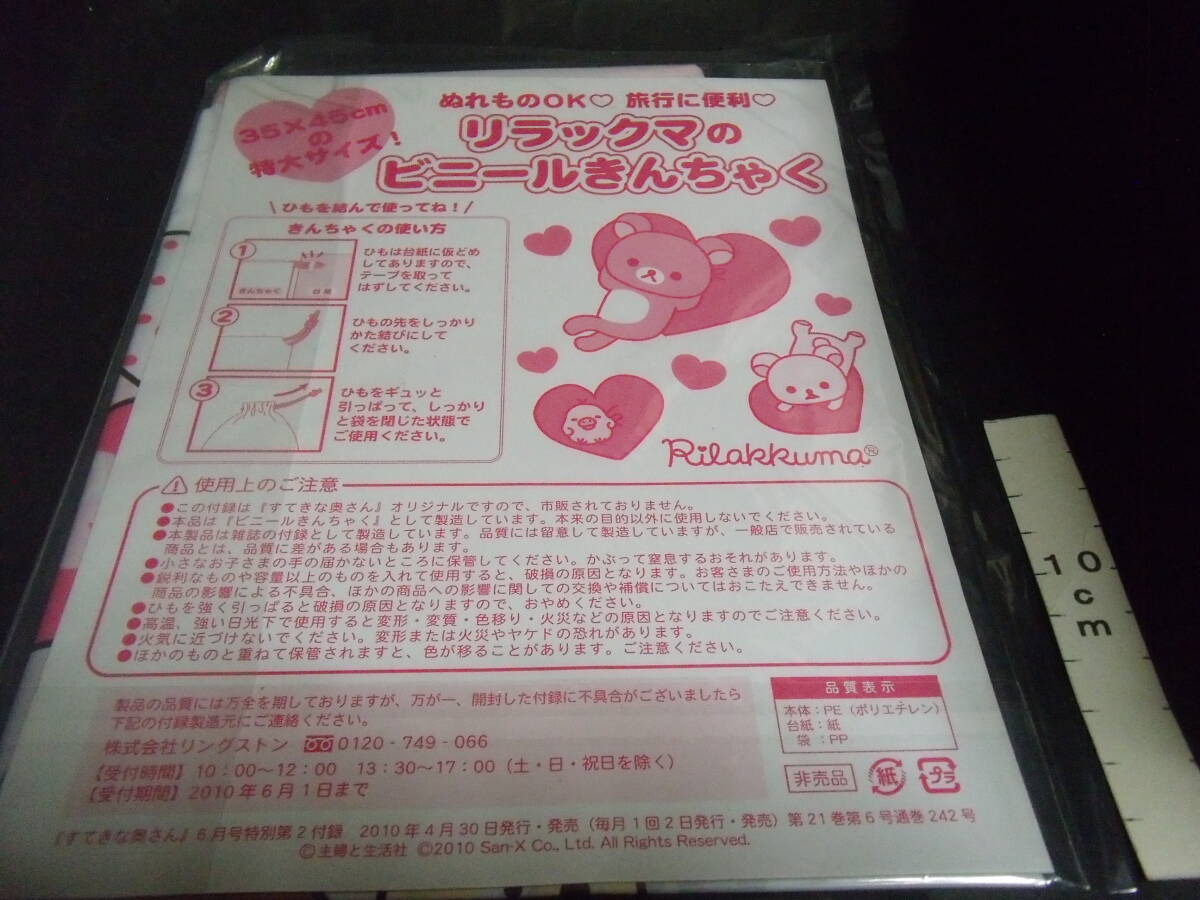 35×45cm
の
特大サイズ！
ぬれものOK♡ 旅行に便利♡
リラックマの
ビニールきんちゃく
\ ひもを結んで使ってね！/
きんちゃくの使い方
1
きんちゃく 台紙
ひもは台紙に仮どめ
してありますので、
テープを取って
はずしてください。
2
ひもの先をしっかり
かた結びにして
ください。
3
ひもをギュッと
引っぱって、しっかり
と袋を閉じた状態で
ご使用ください。
Rilakkuma®
使用上のご注意
●この付録は『すてきな奥さん』オリジナルですので、市販されておりません。
●本品は『ビニールきんちゃく』として製造しています。本来の目的以外に使用しないでください。
●本製品は雑誌の付録として製造しています。品質には留意して製造していますが、一般店で販売されている
商品とは、品質に差がある場合もあります。
●小さなお子さまの手の届かないところに保管してください。かぶって窒息するおそれがあります。
●鋭利なものや容量以上のものを入れて使用すると、破損の原因となります。お客さまのご使用方法やほかの
商品の影響による不具合、ほかの商品への影響に関しての交換や補償についてはおこたえできません。
●ひもを強く引っぱると破損の原因となりますので、おやめください。
●高温、強い日光下で使用すると変形・変質・色移り・火災などの原因となりますのでご注意ください。
●火気に近づけないでください。変形または火災やヤケドの恐れがあります。
●ほかのものと重ねて保管されますと、色が移ることがあります。ご注意ください。
製品の品質には万全を期しておりますが、万が一、開封した付録に不具合がございましたら
下記の付録製造元にご連絡ください。
株式会社リングストン 0120-749-066
【受付時間】10:00〜12:00 13:30〜17:00（土・日・祝日を除く）
【受付期間】2010年6月1日まで
品質表示
本体：PE（ポリエチレン）
台紙：紙
袋：PP
非売品 紙 プラ
『すてきな奥さん』6月号特別第2付録 2010年4月30日発行・発売（毎月1回2日発行・発売）第21巻第6号通巻242号
©主婦と生活社 ©2010 San-X Co., Ltd. All Rights Reserved.
10
c
m